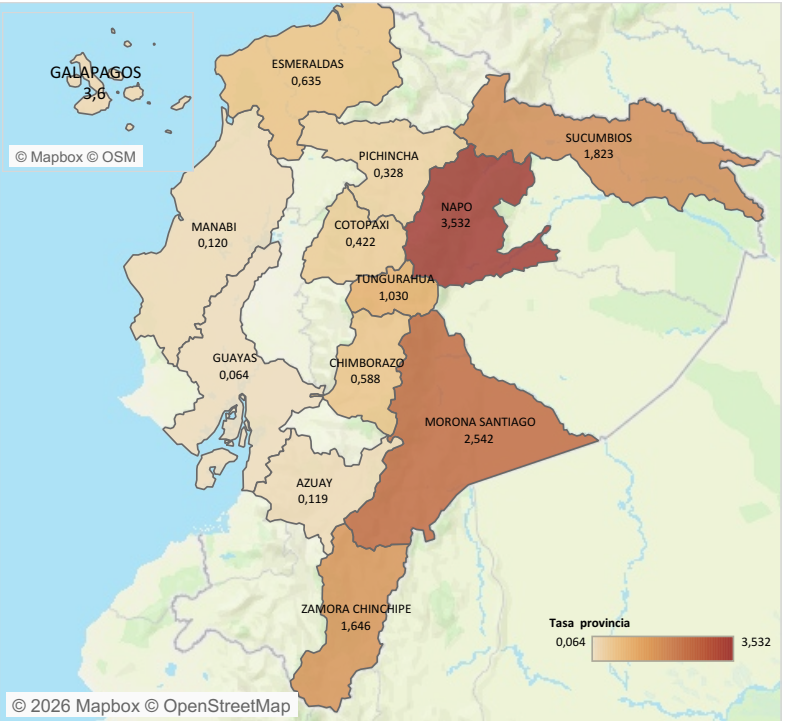 GALAPAGOS
3,6
© Mapbox © OSM
ESMERALDAS
0,635
PICHINCHA
0,328
SUCUMBIOS
1,823
NAPO
3,532
MANABI
0,120
COTOPAXI
0,422
TUNGURAHUA
1,030
GUAYAS
0,064
CHIMBORAZO
0,588
MORONA SANTIAGO
2,542
AZUAY
0,119
ZAMORA CHINCHIPE
1,646
Tasa provincia
0,064
3,532
© 2026 Mapbox © OpenStreetMap